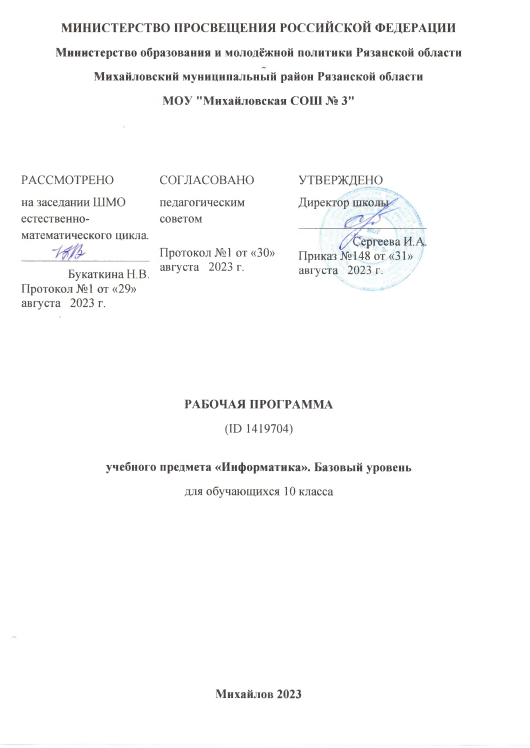 МИНИСТЕРСТВО ПРОСВЕЩЕНИЯ РОССИЙСКОЙ ФЕДЕРАЦИИ
Министерство образования и молодёжной политики Рязанской области
Михайловский муниципальный район Рязанской области
МОУ "Михайловская СОШ № 3"
РАССМОТРЕНО
на заседании ШМО
естественно-
математического цикла.
Букаткина Н.В.
Протокол №1 от «29»
августа 2023 г.
СОГЛАСОВАНО
педагогическим
советом
Протокол №1 от «30»
августа 2023 г.
УТВЕРЖДЕНО
Директор школы
Сергеева И.А.
Приказ №148 от «31»
августа 2023 г.
РАБОЧАЯ ПРОГРАММА
(ID 1419704)
учебного предмета «Информатика». Базовый уровень
для обучающихся 10 класса
Михайлов 2023